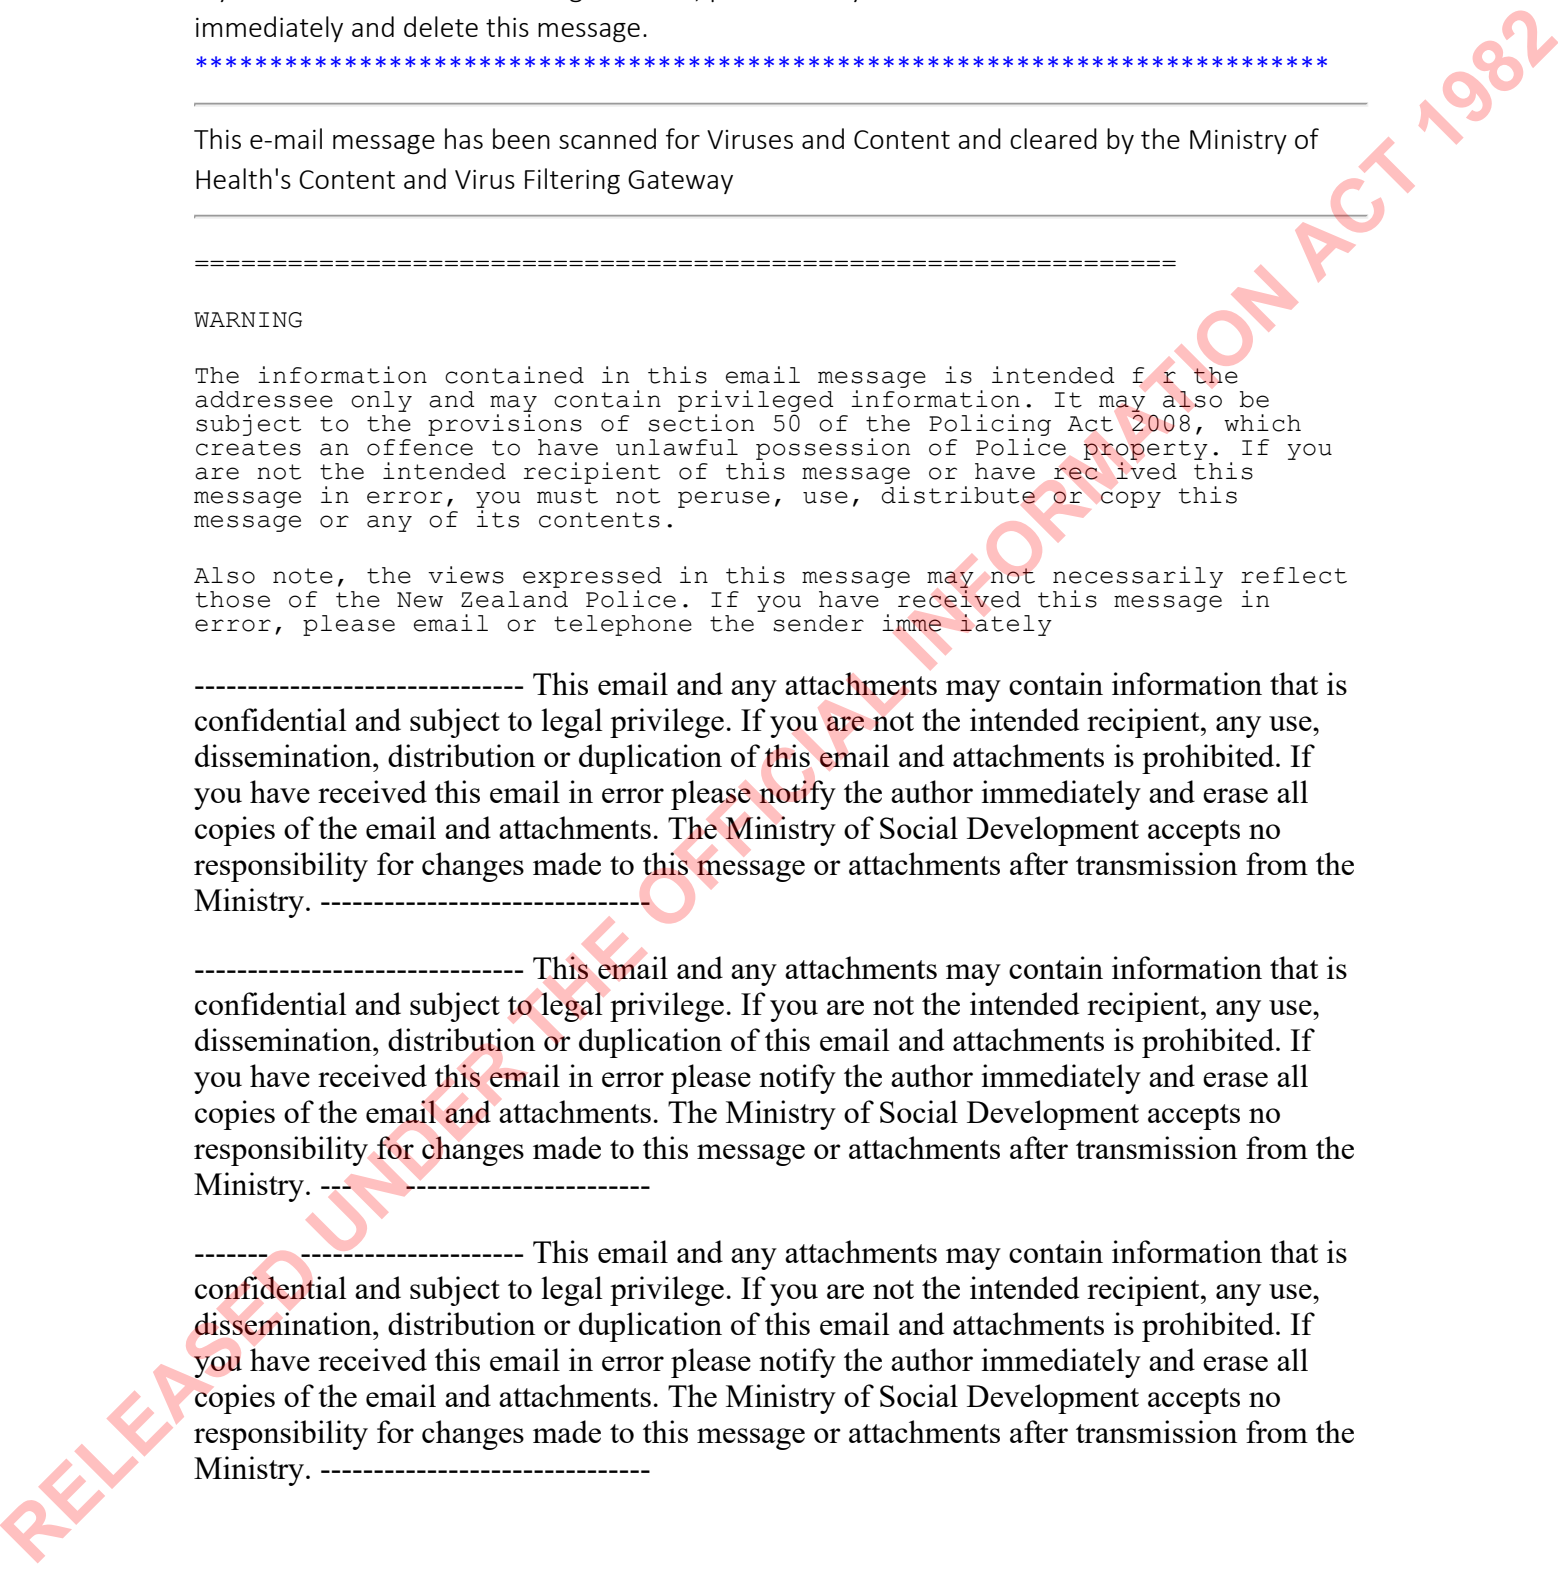 immediately and delete this message.
****************************************************************************
This e-mail message has been scanned for Viruses and Content and cleared by the Ministry of
Health's Content and Virus Filtering Gateway
===============================================================
WARNING
The information contained in this email message is intended f r the
addressee only and may contain privileged information. It may also be
subject to the provisions of section 50 of the Policing Act 2008, which
creates an offence to have unlawful possession of Police property. If you
are not the intended recipient of this message or have rec ived this
message in error, you must not peruse, use, distribute or copy this
message or any of its contents.
Also note, the views expressed in this message may not necessarily reflect
those of the New Zealand Police. If you have received this message in
error, please email or telephone the sender imme iately
------------------------------- This email and any attachments may contain information that is
confidential and subject to legal privilege. If you are not the intended recipient, any use,
dissemination, distribution or duplication of this email and attachments is prohibited. If
you have received this email in error please notify the author immediately and erase all
copies of the email and attachments. The Ministry of Social Development accepts no
responsibility for changes made to this message or attachments after transmission from the
Ministry. -------------------------------
------------------------------- This email and any attachments may contain information that is
confidential and subject to legal privilege. If you are not the intended recipient, any use,
dissemination, distribution or duplication of this email and attachments is prohibited. If
you have received this email in error please notify the author immediately and erase all
copies of the email and attachments. The Ministry of Social Development accepts no
responsibility for changes made to this message or attachments after transmission from the
Ministry. --- -----------------------
------- --------------------- This email and any attachments may contain information that is
confidential and subject to legal privilege. If you are not the intended recipient, any use,
dissemination, distribution or duplication of this email and attachments is prohibited. If
you have received this email in error please notify the author immediately and erase all
copies of the email and attachments. The Ministry of Social Development accepts no
responsibility for changes made to this message or attachments after transmission from the
Ministry. -------------------------------
RELEASED UNDER THE OFFICIAL INFORMATION ACT 1982